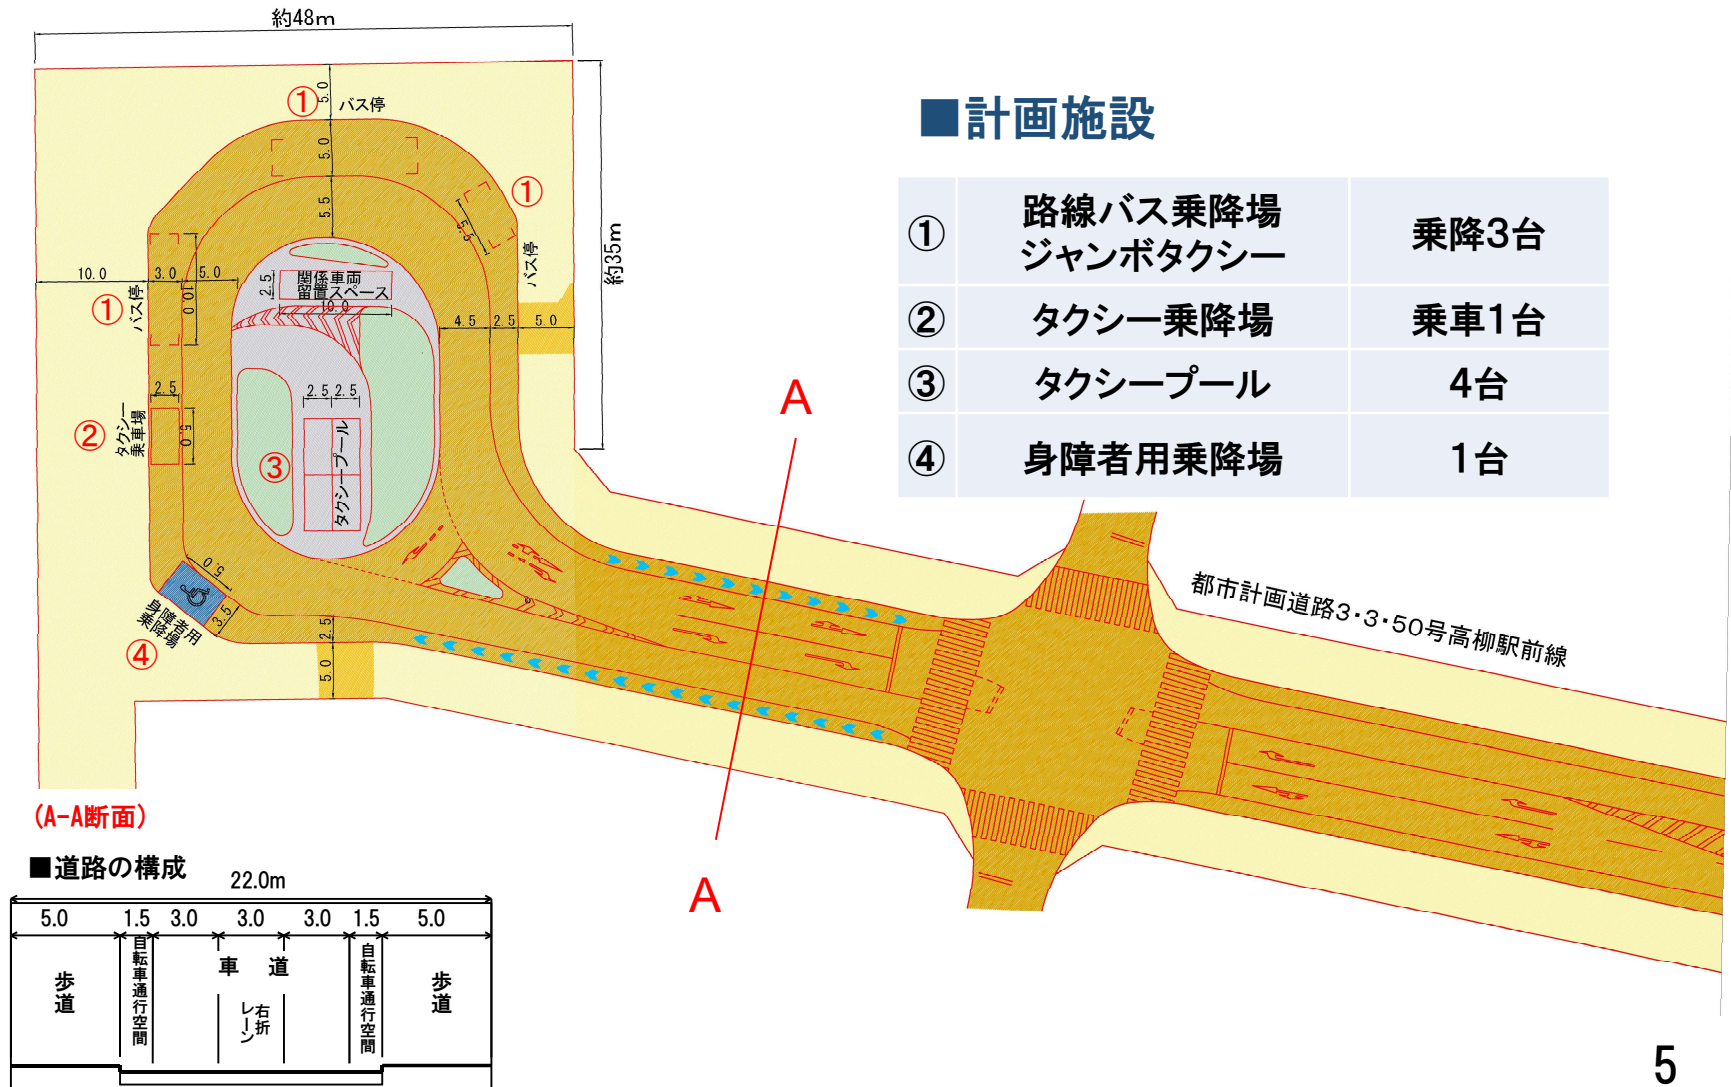 約48m
5.0
① バス停
5.0
5.5
①
5.5
バス停
約35m
10.0
3.0
5.0
10.0
① バス停
2.5
関係車両
留置スペース
10.0
4.5
2.5
5.0
2.5
5.0
② タクシー
乗車場
2.5
2.5
③
タクシープール
5.0
3.5
身障者用
乗降場
④
2.5
5.0
A
A
都市計画道路3・3・50号高柳駅前線
■計画施設
① 路線バス乗降場
ジャンボタクシー 乗降3台
② タクシー乗降場 乗車1台
③ タクシープール 4台
④ 身障者用乗降場 1台
(A-A断面)
■道路の構成
22.0m
5.0 1.5 3.0 3.0 3.0 1.5 5.0
歩道
自転車通行空間
車 道
右折
レーン
自転車通行空間
歩道
5